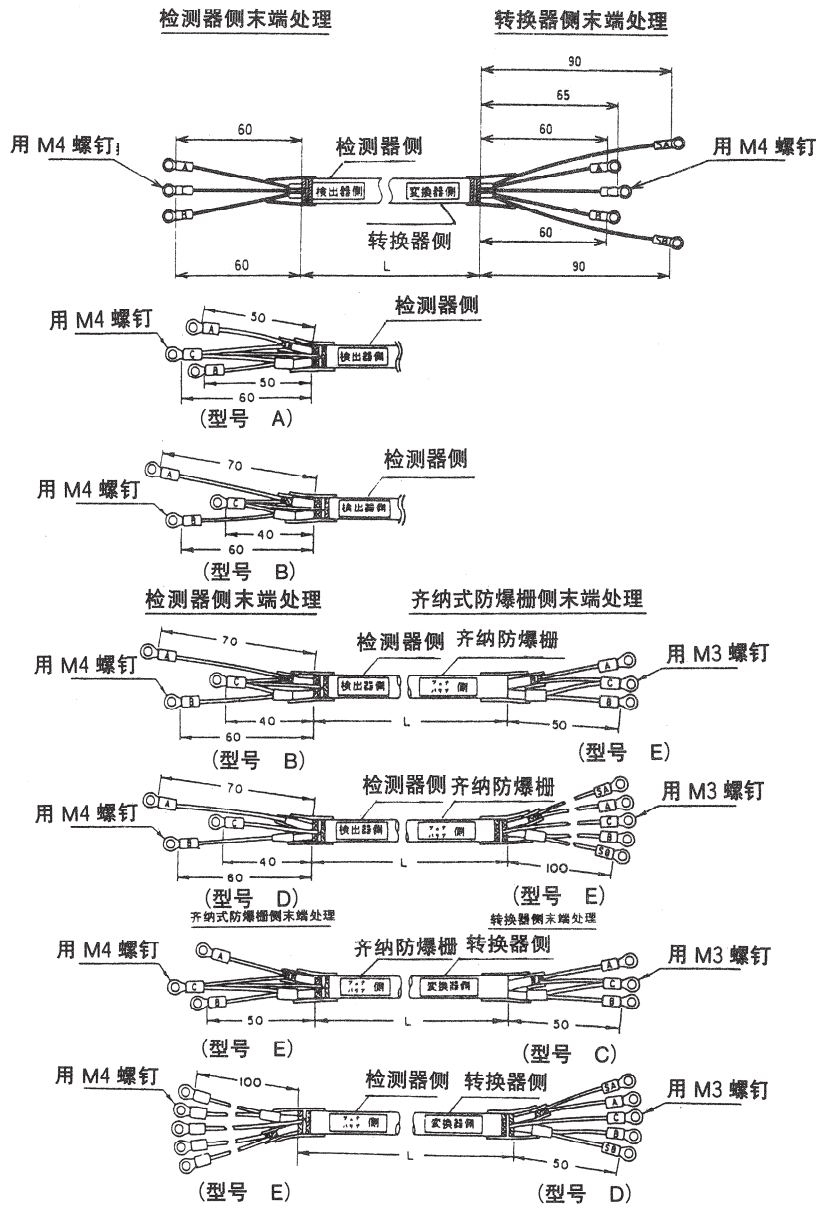 检测器侧末端处理 转换器侧末端处理
90
65
60 60
用 M4 螺钉 检测器侧 SA 用 M4 螺钉
A A
検出器側 変換器側
B B
转换器侧 SB
60
60 L 90
50 检测器侧
用 M4 螺钉 A
C 検出器側
B
50
60
(型号 A)
70 检测器侧
A
用 M4 螺钉 C
B 検出器側
40
60
(型号 B)
检测器侧末端处理 齐纳式防爆栅侧末端处理
70 检测器侧 齐纳防爆栅
用 M4 螺钉 A A 用 M3 螺钉
C 検出器側 側 C
B B
40 L 50
60
(型号 B) (型号 E)
70 检测器侧 齐纳防爆栅 SA
用 M4 螺钉 A A 用 M3 螺钉
C 検出器側 側 C
B B
SB
40 L 100
60
(型号 D) (型号 E)
齐纳式防爆栅侧末端处理 转换器侧末端处理
用 M4 螺钉 A 齐纳防爆栅 转换器侧 A 用 M3 螺钉
C 側 変換器側 C
B B
50 L 50
(型号 E) (型号 C)
用 M4 螺钉 100 检测器侧 转换器侧 SA 用 M3 螺钉
A
側 変換器側 C
B
SB
L 50
(型号 E) (型号 D)